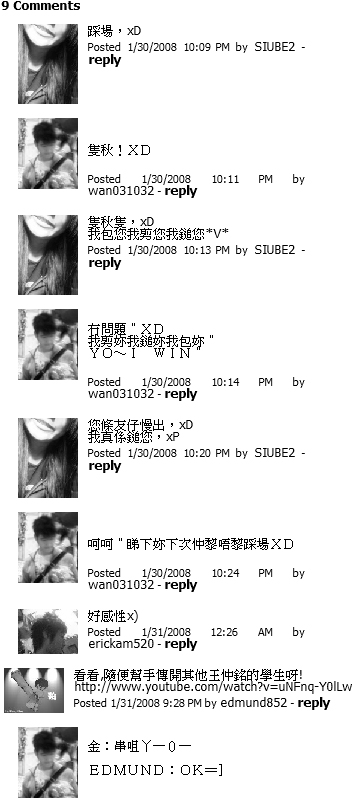 9 Comments
踩場，xD
Posted 1/30/2008 10:09 PM by SIUBE2 -
reply
隻秋！ＸＤ
Posted 1/30/2008 10:11 PM by
wan031032 - reply
隻秋隻，xD
我包您我剪您我鎚您*V*
Posted 1/30/2008 10:13 PM by SIUBE2 -
reply
冇問題＂ＸＤ
我剪妳我鎚妳我包妳＂
ＹＯ～Ｉ　ＷＩＮ＂
Posted 1/30/2008 10:14 PM by
wan031032 - reply
您條友仔慢出，xD
我真係鎚您，xP
Posted 1/30/2008 10:20 PM by SIUBE2 -
reply
呵呵＂睇下妳下次仲黎唔黎踩場ＸＤ
Posted 1/30/2008 10:24 PM by
wan031032 - reply
好感性x)
Posted 1/31/2008 12:26 AM by
erickam520 - reply
看看,隨便幫手傳開其他王仲銘的學生呀!
http://www.youtube.com/watch?v=uNFnq-Y0lLw
Posted 1/31/2008 9:28 PM by edmund852 - reply
金：串咀丫－０－
ＥＤＭＵＮＤ：ＯＫ＝]